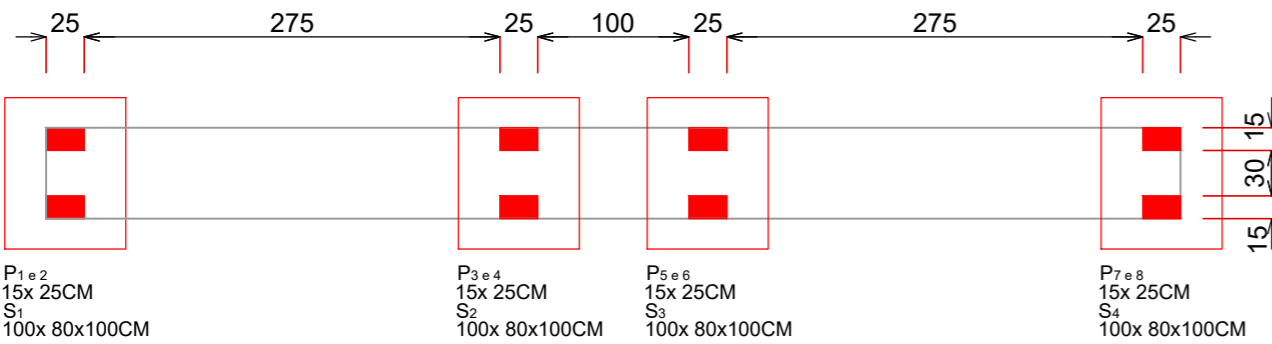 25 275 25 100 25 275 25
15
30
15
P1 e 2
15x 25CM
S1
100x 80x100CM
P3 e 4
15x 25CM
S2
100x 80x100CM
P5 e 6
15x 25CM
S3
100x 80x100CM
P7 e 8
15x 25CM
S4
100x 80x100CM